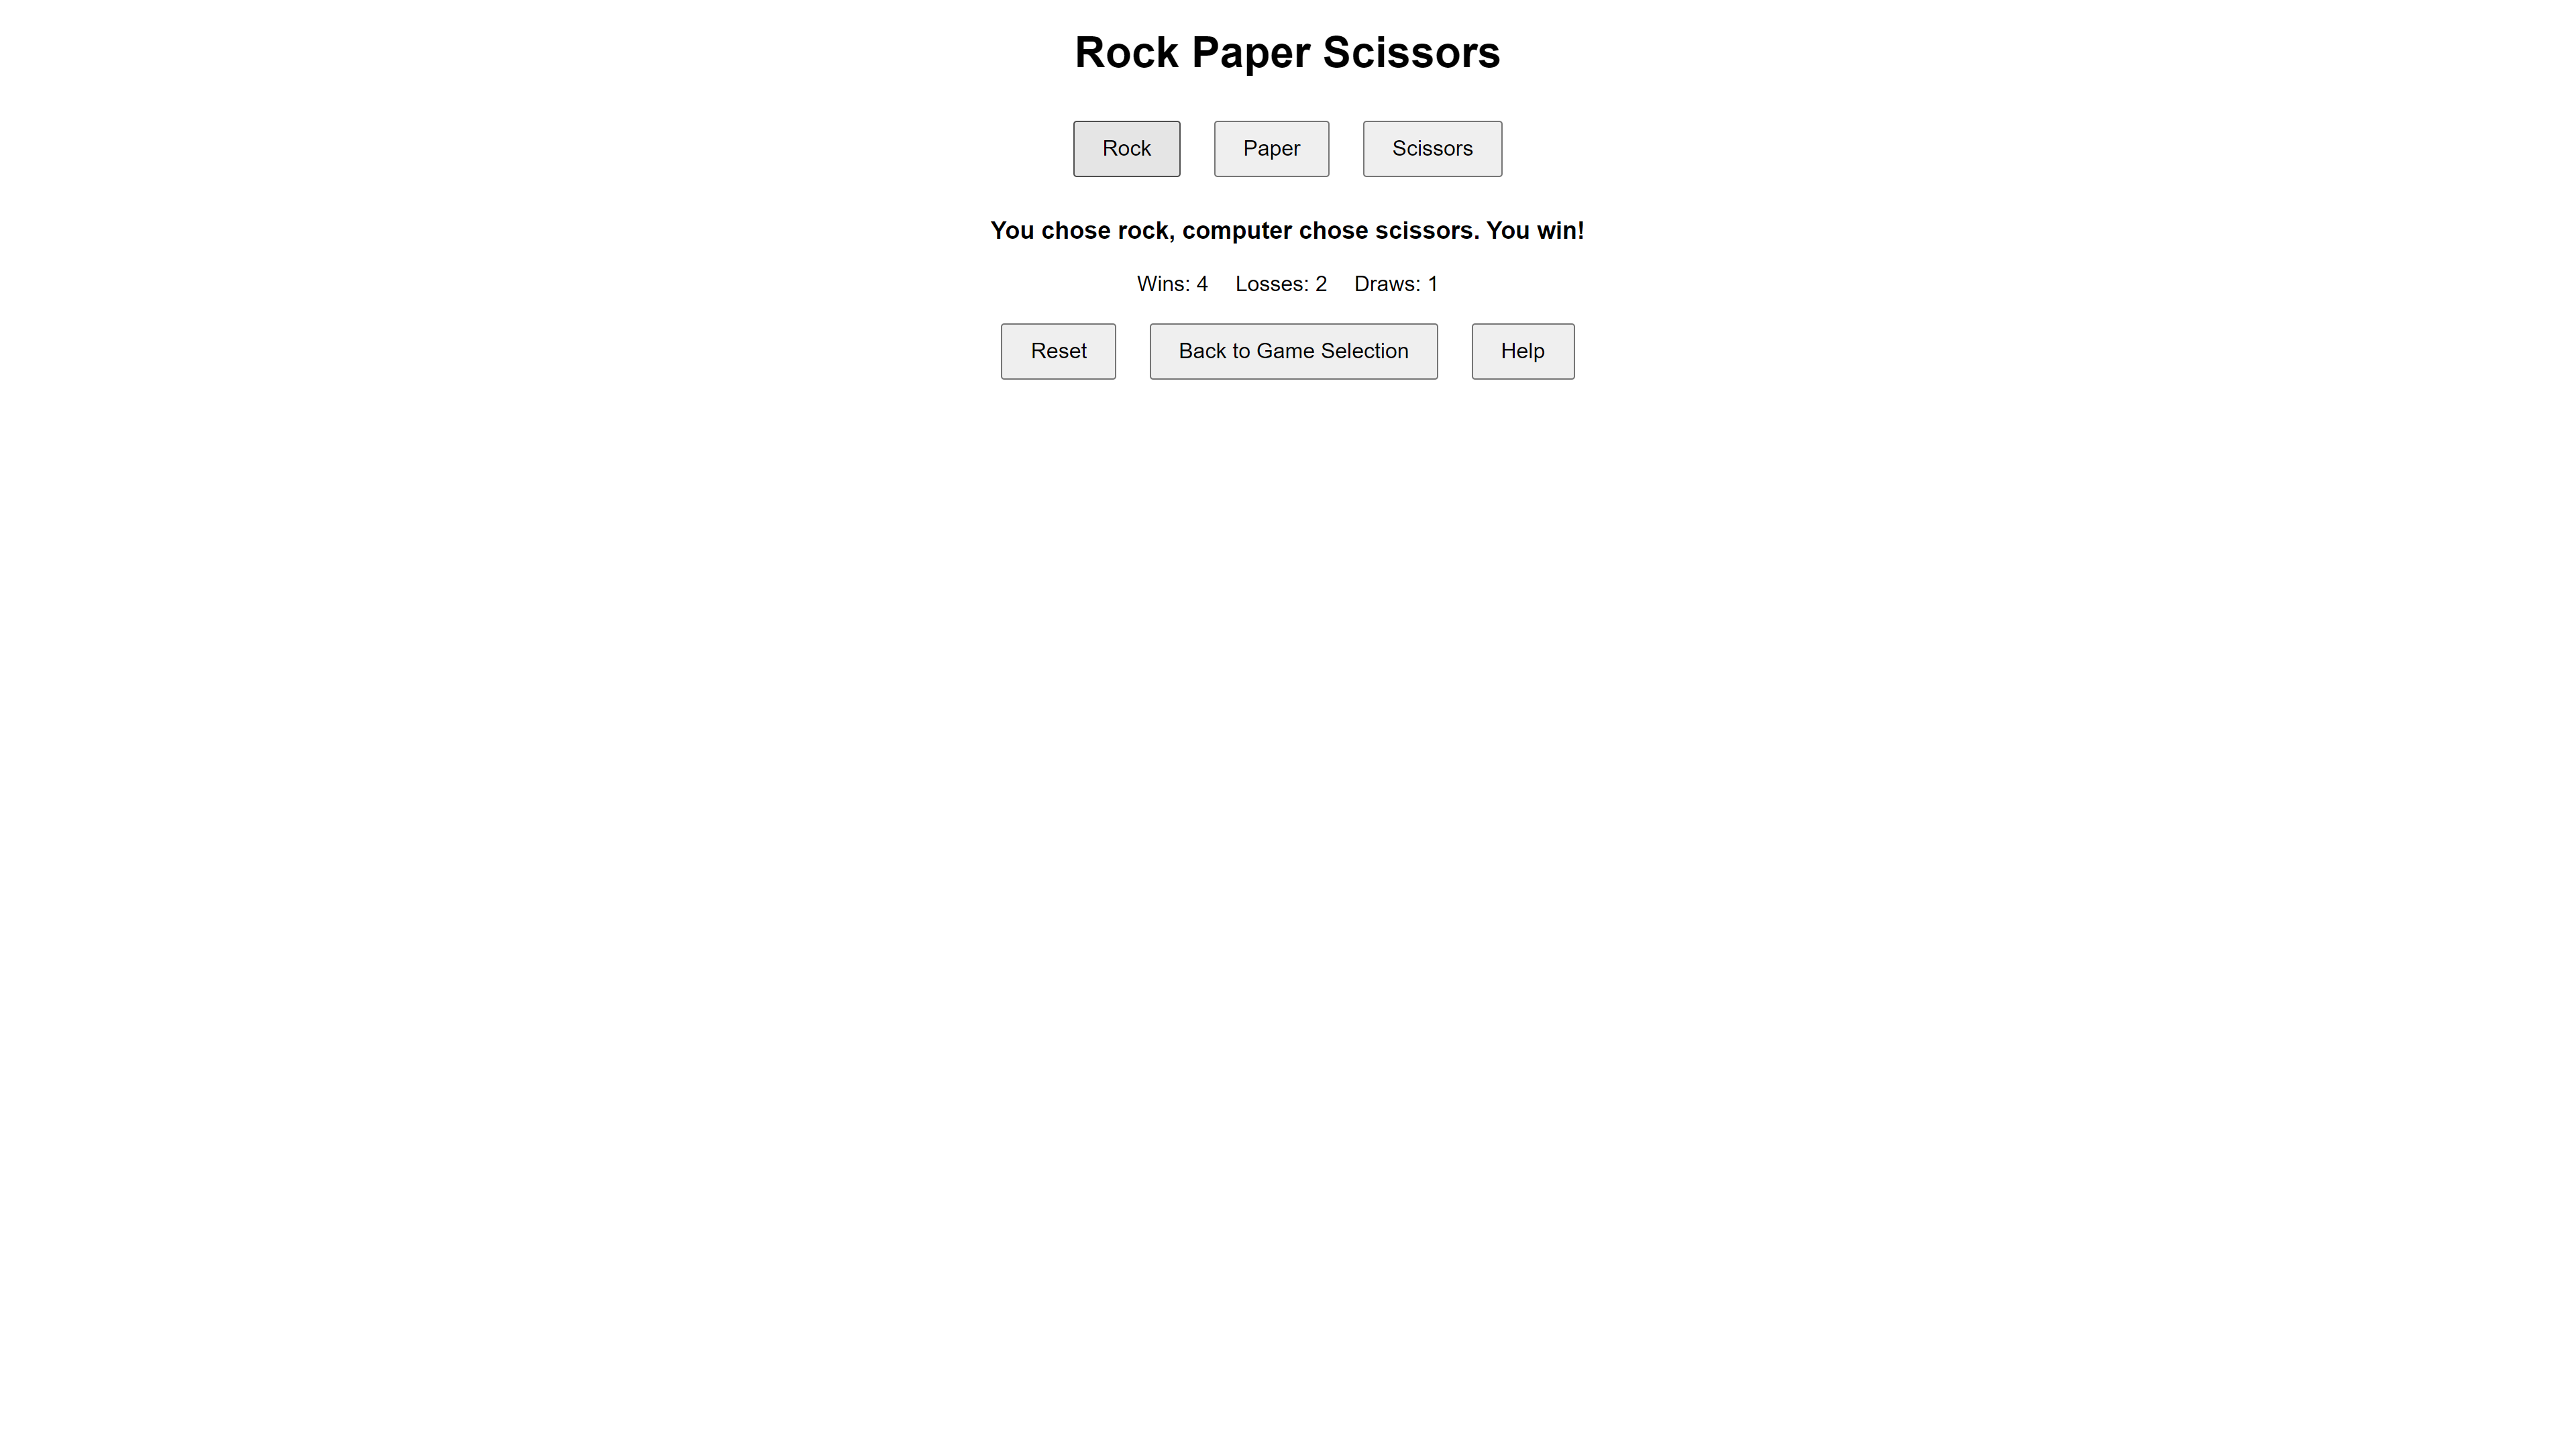 Rock Paper Scissors
Rock Paper Scissors
You chose rock, computer chose scissors. You win!
Wins: 4 Losses: 2 Draws: 1
Reset Back to Game Selection Help